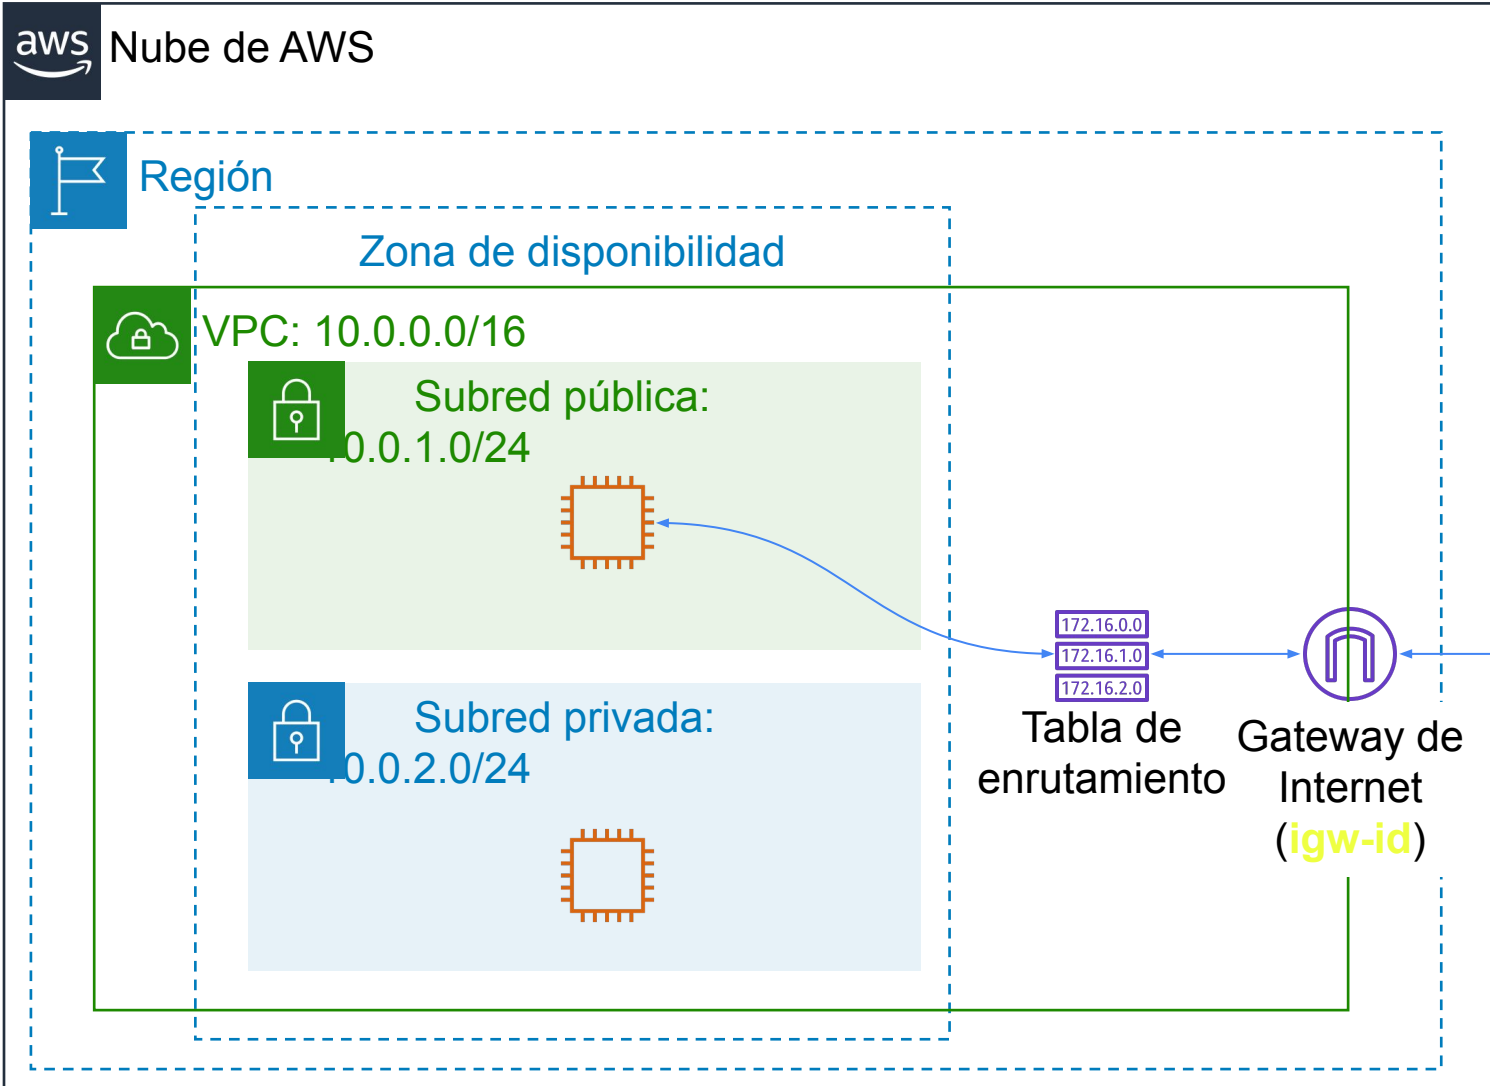 aws
Nube de AWS
Región
Zona de disponibilidad
VPC: 10.0.0.0/16
Subred pública:
10.0.1.0/24
172.16.0.0
172.16.1.0
172.16.2.0
Tabla de
enrutamiento
Gateway de
Internet
(igw-id)
Subred privada:
10.0.2.0/24